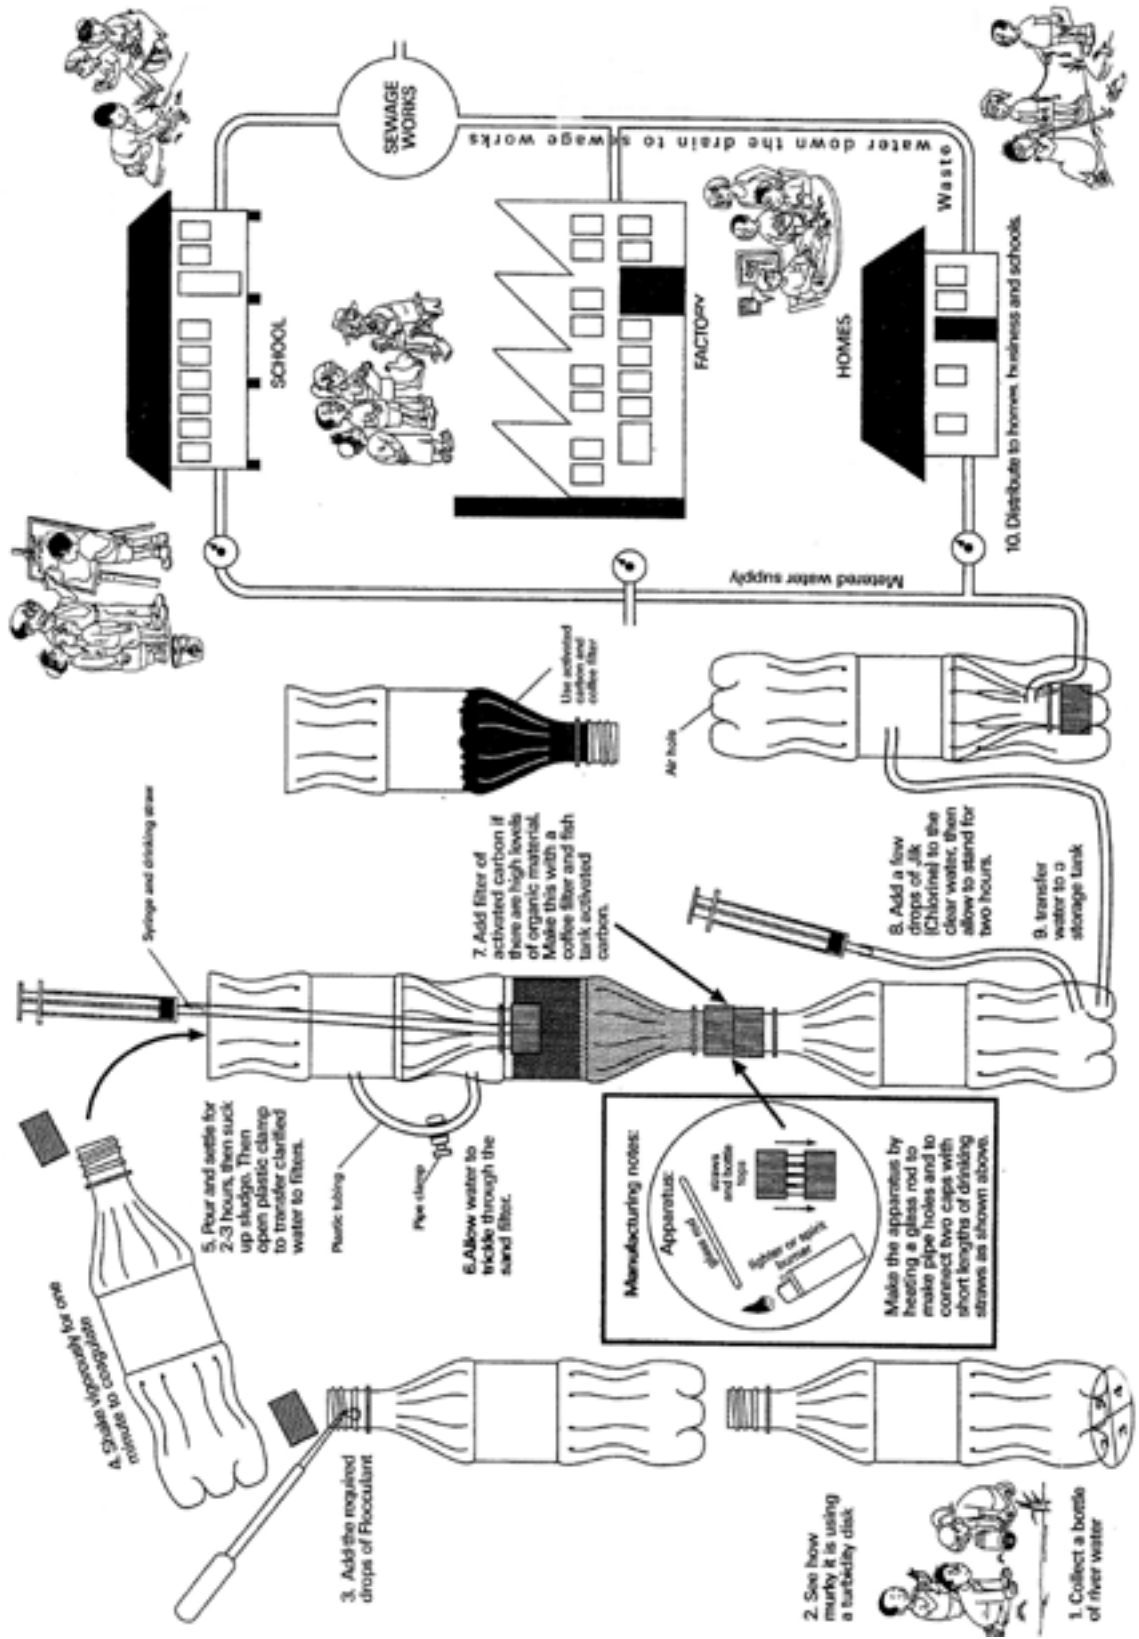 1. Collect a bottle
of river water
2. See how
murky it is using
a turbidity disk
3. Add the required
drops of Flocculant
4. Shake vigorously for one
minute to coagulate
5. Pour and settle for
2-3 hours, then suck
up sludge. Then
open plastic clamp
to transfer clarified
water to filters.
Syringe and drinking straw
Plastic tubing
Pipe clamp
6. Allow water to
trickle through the
sand filter.
7. Add filter of
activated carbon if
there are high levels
of organic material.
Make this with a
coffee filter and fish
tank activated
carbon.
Use activated
carbon and
coffee filter
Manufacturing notes:
Apparatus:
glass rod
straws
and bottle
tops
lighter or spirit
burner
Make the apparatus by
heating a glass rod to
make pipe holes and to
connect two caps with
short lengths of drinking
straws as shown above.
8. Add a few
drops of Jik
(Chlorine) to the
clear water, then
allow to stand for
two hours.
9. transfer
water to a
storage tank
Air hole
Metered water supply
10. Distribute to homes, business and schools.
SCHOOL
FACTORY
HOMES
SEWAGE
WORKS
Waste water down the drain to sewage works